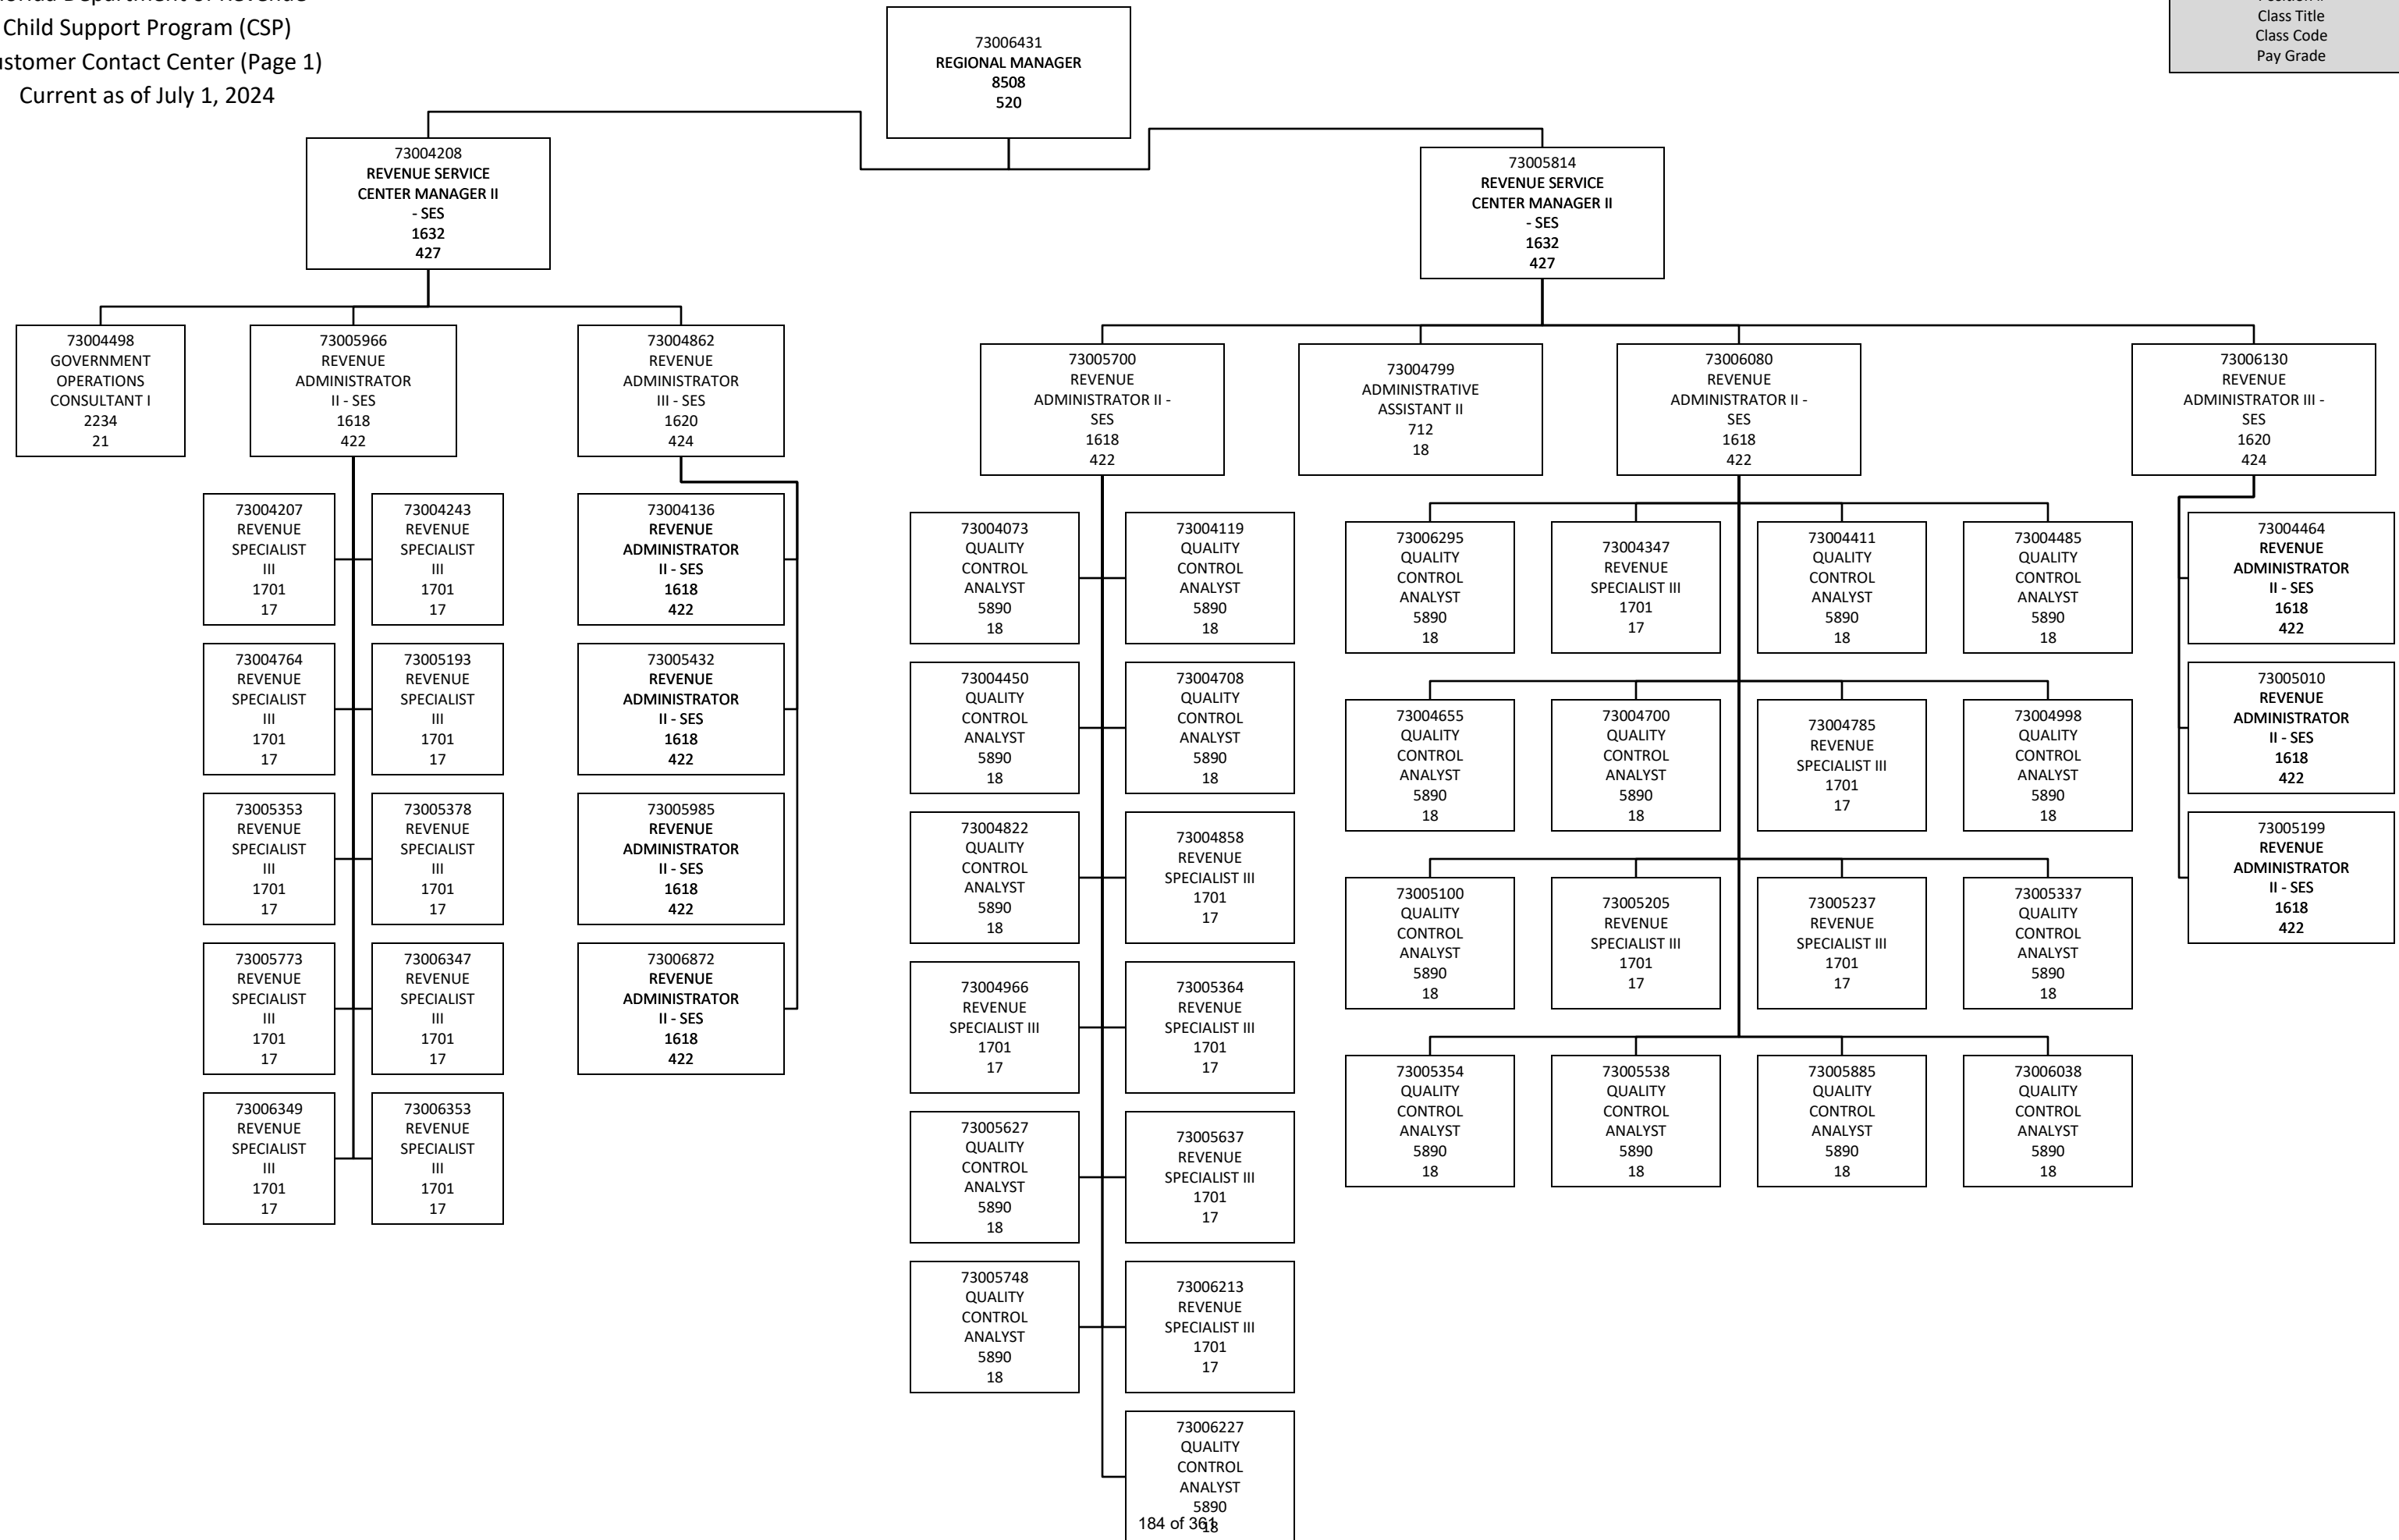 Child Support Program (CSP)
Customer Contact Center (Page 1)
Current as of July 1, 2024
Class Title
Class Code
Pay Grade
73006431
REGIONAL MANAGER
8508
520
73004208
REVENUE SERVICE
CENTER MANAGER II
- SES
1632
427
73005814
REVENUE SERVICE
CENTER MANAGER II
- SES
1632
427
73004498
GOVERNMENT
OPERATIONS
CONSULTANT I
2234
21
73005966
REVENUE
ADMINISTRATOR
II - SES
1618
422
73004862
REVENUE
ADMINISTRATOR
III - SES
1620
424
73005700
REVENUE
ADMINISTRATOR II -
SES
1618
422
73004799
ADMINISTRATIVE
ASSISTANT II
712
18
73006080
REVENUE
ADMINISTRATOR II -
SES
1618
422
73006130
REVENUE
ADMINISTRATOR III -
SES
1620
424
73004207
REVENUE
SPECIALIST
III
1701
17
73004243
REVENUE
SPECIALIST
III
1701
17
73004764
REVENUE
SPECIALIST
III
1701
17
73005193
REVENUE
SPECIALIST
III
1701
17
73005353
REVENUE
SPECIALIST
III
1701
17
73005378
REVENUE
SPECIALIST
III
1701
17
73005773
REVENUE
SPECIALIST
III
1701
17
73006347
REVENUE
SPECIALIST
III
1701
17
73006349
REVENUE
SPECIALIST
III
1701
17
73006353
REVENUE
SPECIALIST
III
1701
17
73004136
REVENUE
ADMINISTRATOR
II - SES
1618
422
73005432
REVENUE
ADMINISTRATOR
II - SES
1618
422
73005985
REVENUE
ADMINISTRATOR
II - SES
1618
422
73006872
REVENUE
ADMINISTRATOR
II - SES
1618
422
73004073
QUALITY
CONTROL
ANALYST
5890
18
73004119
QUALITY
CONTROL
ANALYST
5890
18
73004450
QUALITY
CONTROL
ANALYST
5890
18
73004708
QUALITY
CONTROL
ANALYST
5890
18
73004822
QUALITY
CONTROL
ANALYST
5890
18
73004858
REVENUE
SPECIALIST III
1701
17
73004966
REVENUE
SPECIALIST III
1701
17
73005364
REVENUE
SPECIALIST III
1701
17
73005627
QUALITY
CONTROL
ANALYST
5890
18
73005637
REVENUE
SPECIALIST III
1701
17
73005748
QUALITY
CONTROL
ANALYST
5890
18
73006213
REVENUE
SPECIALIST III
1701
17
73006227
QUALITY
CONTROL
ANALYST
5890
18
73006295
QUALITY
CONTROL
ANALYST
5890
18
73004347
REVENUE
SPECIALIST III
1701
17
73004411
QUALITY
CONTROL
ANALYST
5890
18
73004485
QUALITY
CONTROL
ANALYST
5890
18
73004655
QUALITY
CONTROL
ANALYST
5890
18
73004700
QUALITY
CONTROL
ANALYST
5890
18
73004785
REVENUE
SPECIALIST III
1701
17
73004998
QUALITY
CONTROL
ANALYST
5890
18
73005100
QUALITY
CONTROL
ANALYST
5890
18
73005205
REVENUE
SPECIALIST III
1701
17
73005237
REVENUE
SPECIALIST III
1701
17
73005337
QUALITY
CONTROL
ANALYST
5890
18
73005354
QUALITY
CONTROL
ANALYST
5890
18
73005538
QUALITY
CONTROL
ANALYST
5890
18
73005885
QUALITY
CONTROL
ANALYST
5890
18
73006038
QUALITY
CONTROL
ANALYST
5890
18
73004464
REVENUE
ADMINISTRATOR
II - SES
1618
422
73005010
REVENUE
ADMINISTRATOR
II - SES
1618
422
73005199
REVENUE
ADMINISTRATOR
II - SES
1618
422
184 of 361